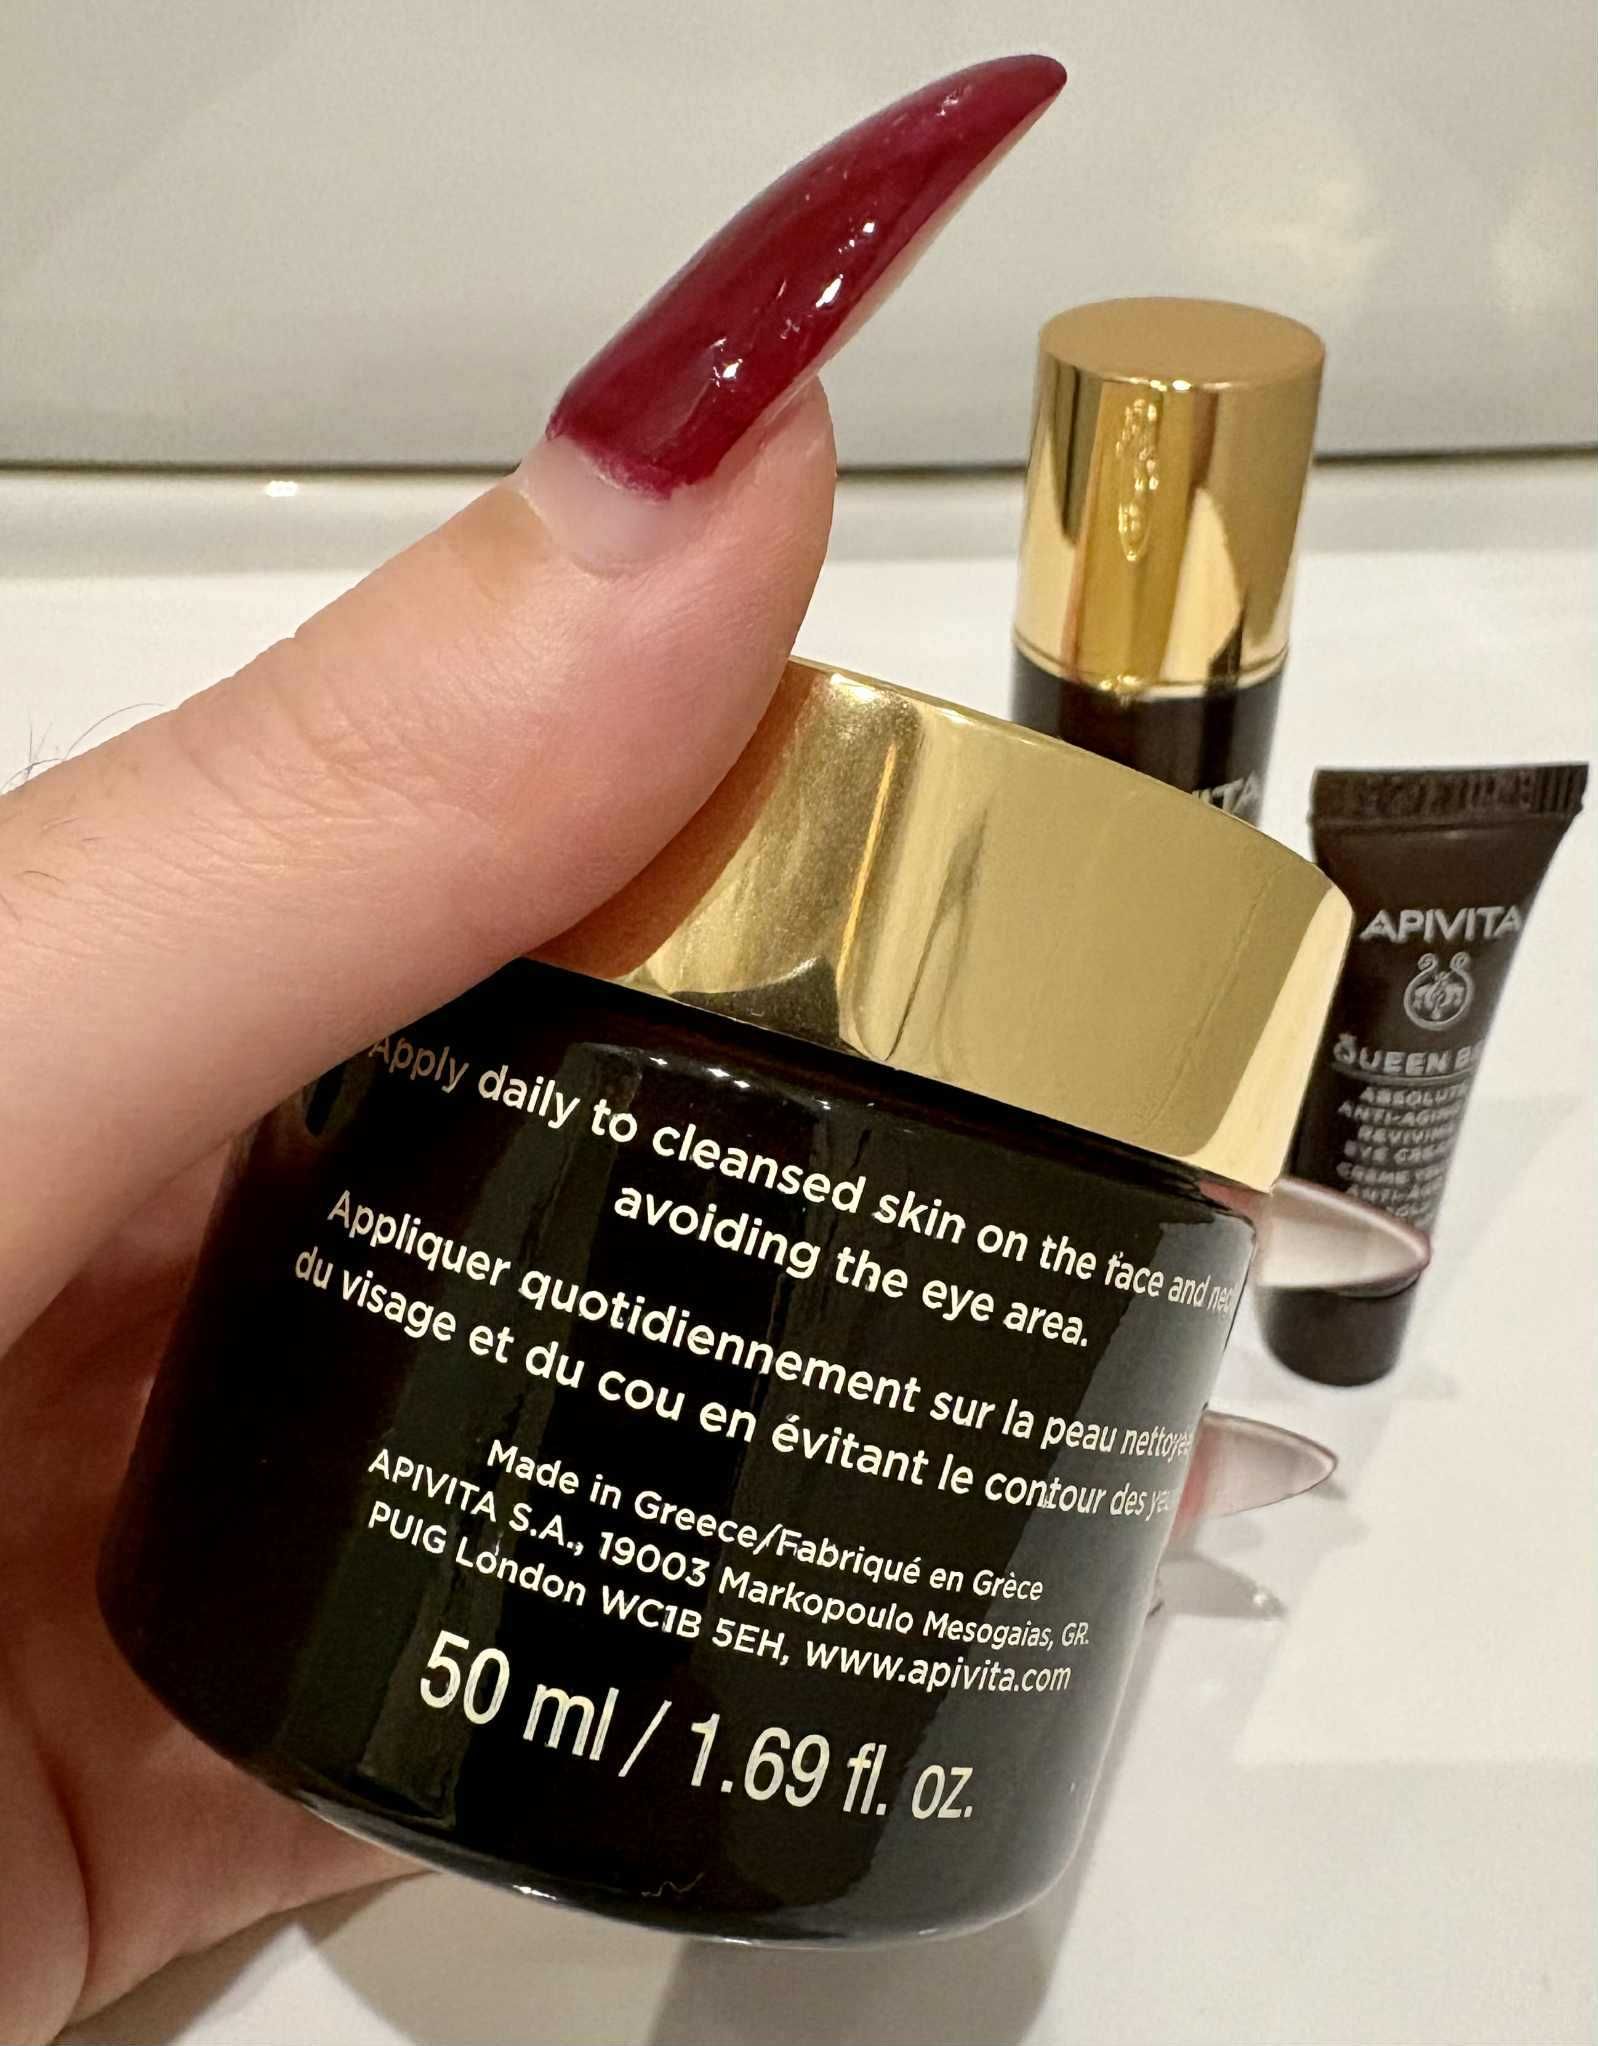 Apply daily to cleansed skin on the face and
avoiding the eye area.
Appliquer quotidiennement sur la peau
du visage et du cou en évitant le contour des
Made in Greece/Fabriqué en Grèce
APIVITA S.A., 19003 Markopoulo Mesogaias, GR.
PUIG London WC1B 5EH, www.apivita.com
50 ml / 1.69 fl. oz.
APIVITA
QUEEN
ANTI-AGING